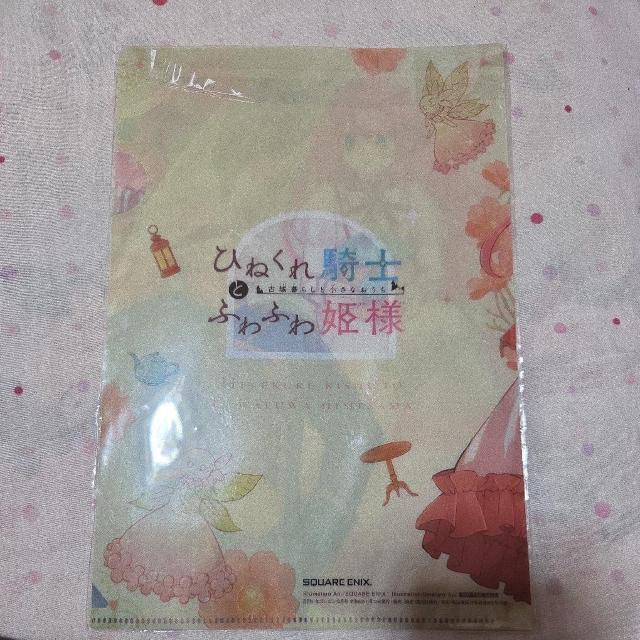 ひねくれ騎士
と
古城暮らしと小さなおうち
ふわふわ姫様
HINEKURE KISHI TO
FUWAFUWA HIMESAMA
SQUARE ENIX.